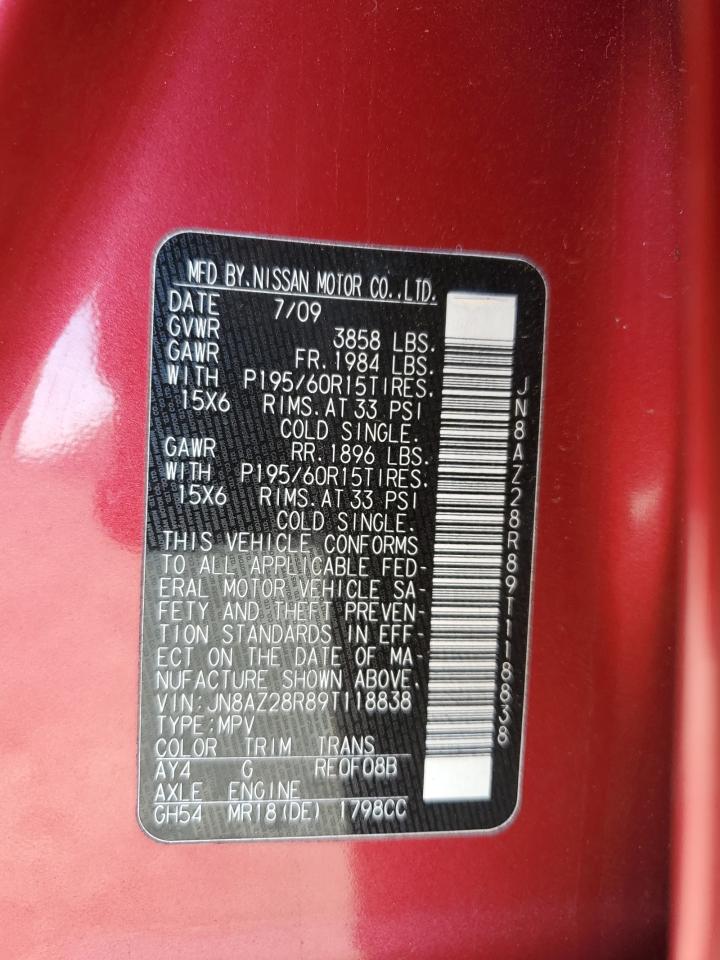 MFD BY.NISSAN MOTOR CO.,LTD.
DATE 7/09
GVWR 3858 LBS.
GAWR FR. 1984 LBS.
WITH P195/60R15TIRES.
15X6 RIMS. AT 33 PSI
COLD SINGLE.
GAWR RR. 1896 LBS.
WITH P195/60R15TIRES.
15X6 RIMS. AT 33 PSI
COLD SINGLE.
THIS VEHICLE CONFORMS
TO ALL APPLICABLE FED-
ERAL MOTOR VEHICLE SA-
FETY AND THEFT PREVEN-
TION STANDARDS IN EFF-
ECT ON THE DATE OF MA-
NUFACTURE SHOWN ABOVE.
VIN:JN8AZ28R89T118838
TYPE:MPV
COLOR TRIM TRANS
AY4 G RE0F08B
AXLE ENGINE
GH54 MR18(DE) 1798CC
JN8AZ28R89T118838